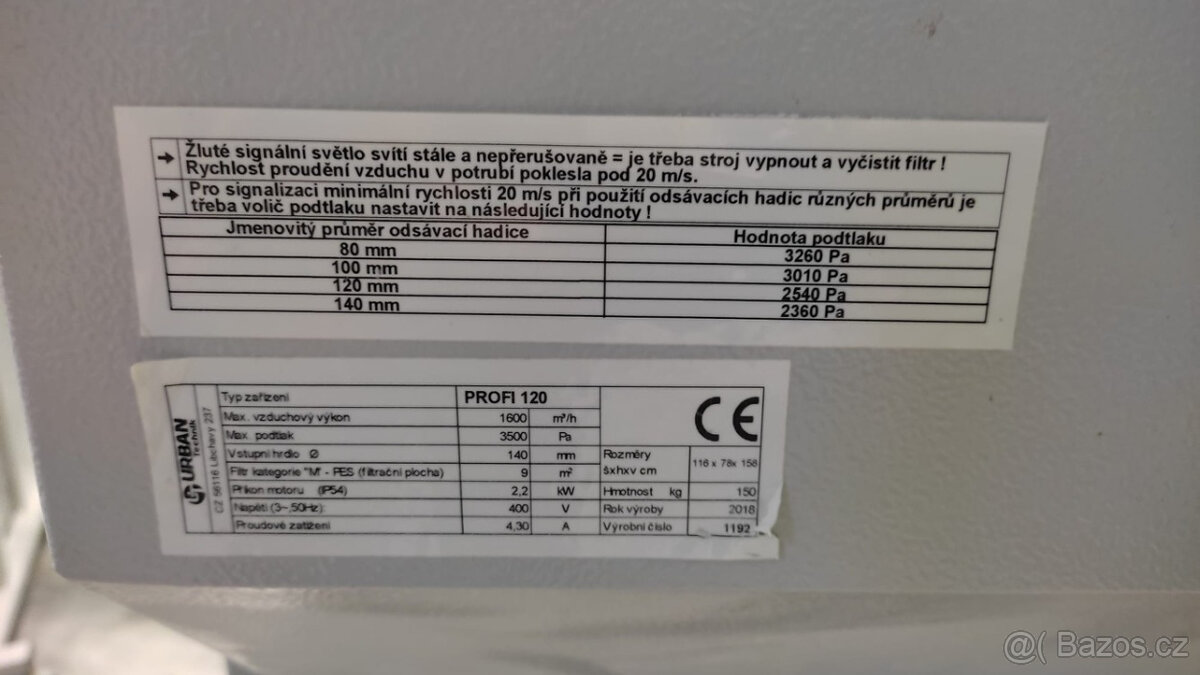 → Žluté signální světlo svítí stále a nepřerušovaně = je třeba stroj vypnout a vyčistit filtr !
Rychlost proudění vzduchu v potrubí poklesla pod 20 m/s.
→ Pro signalizaci minimální rychlosti 20 m/s při použití odsávacích hadic různých průměrů je
třeba volič podtlaku nastavit na následující hodnoty !
Jmenovitý průměr odsávací hadice Hodnota podtlaku
80 mm 3260 Pa
100 mm 3010 Pa
120 mm 2540 Pa
140 mm 2360 Pa
URBAN
Technik
CZ 56116 Libchavy 237
Typ zařízení PROFI 120
Max. vzduchový výkon 1600 m³/h
Max. podtlak 3500 Pa
Vstupní hrdlo Ø 140 mm
Filtr kategorie "M" - PES (filtrační plocha) 9 m²
Příkon motoru (IP54) 2,2 kW
Napětí (3~,50Hz): 400 V
Proudové zatížení 4,30 A
CE
Rozměry
šxhxv cm 116 x 78x 158
Hmotnost kg 150
Rok výroby 2018
Výrobní číslo 1192
@( Bazos.cz